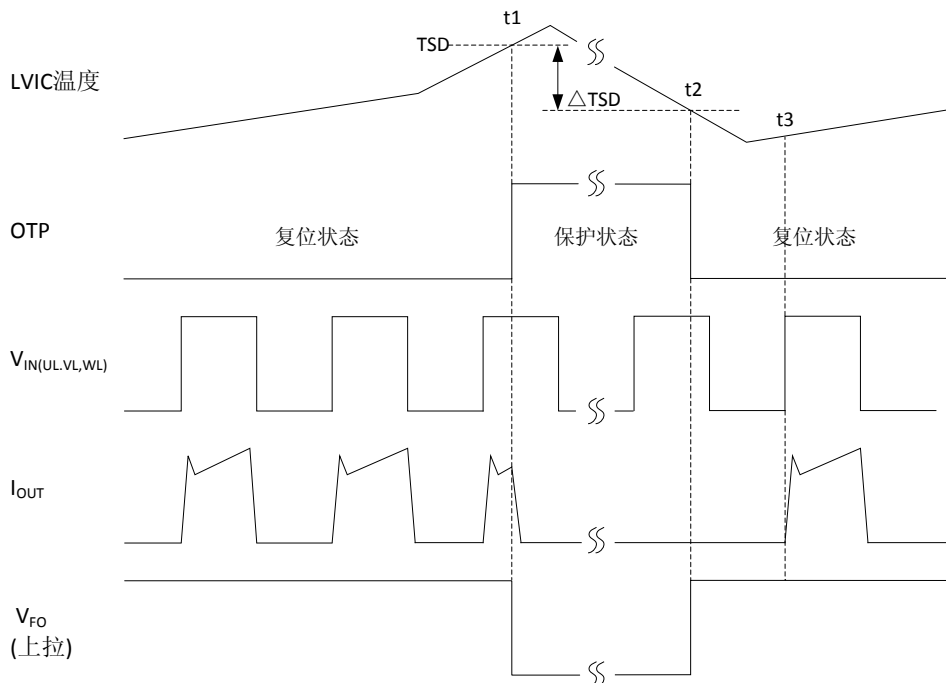 t1
TSD
LVIC温度
△TSD
t2
t3
OTP
复位状态
保护状态
复位状态
VIN(UL.VL,WL)
IOUT
VFO
(上拉)